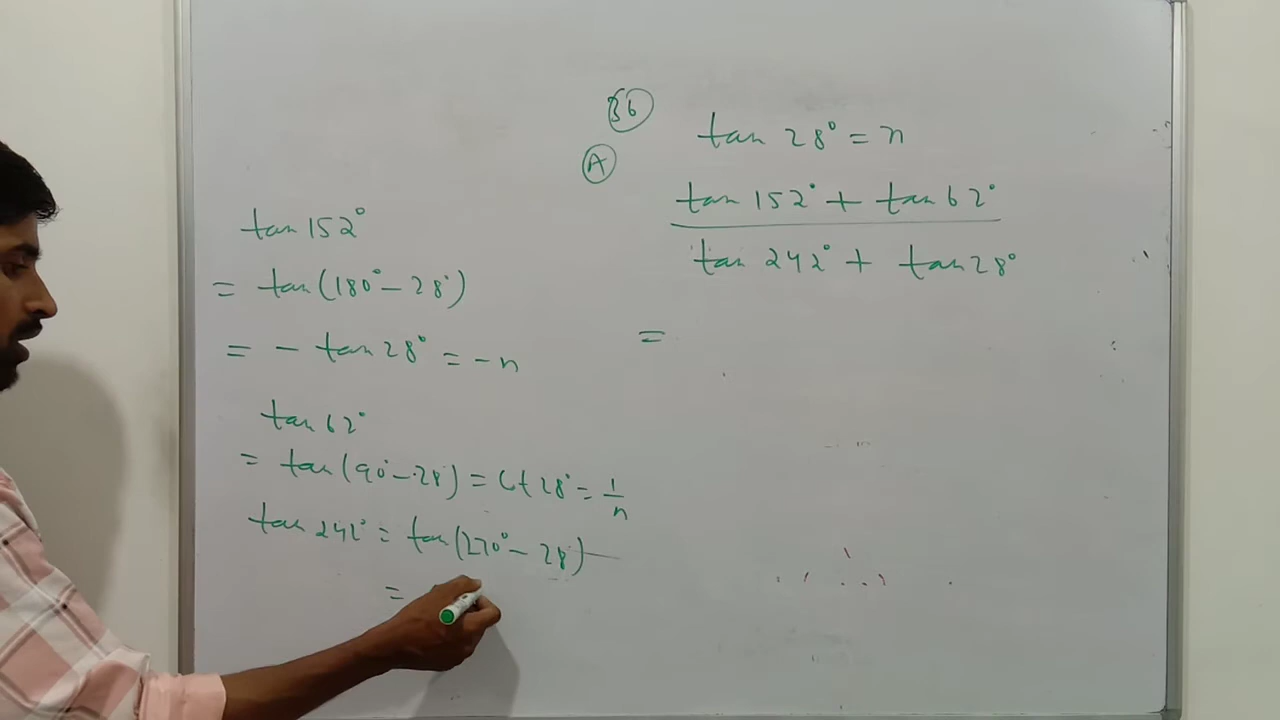 36
A
tan 28° = n
tan 152° + tan 62°
tan 242° + tan 28°
=
tan 152°
= tan(180° - 28°)
= - tan 28° = - n
tan 62°
= tan(90° - 28) = Cot 28° = 1/n
tan 242° = tan(270° - 28)
=